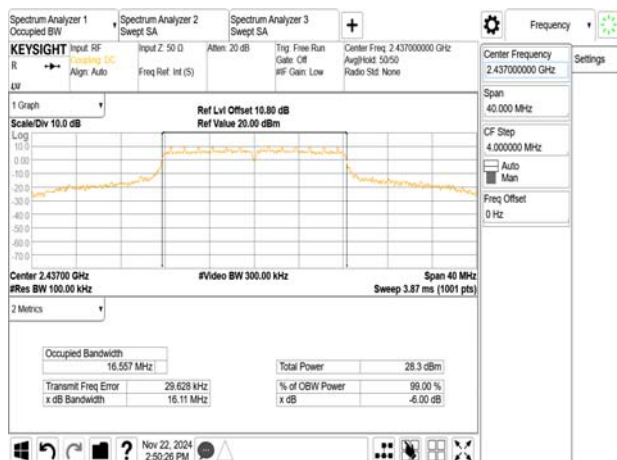 Spectrum Analyzer 1
Occupied BW
Spectrum Analyzer 2
Swept SA
Spectrum Analyzer 3
Swept SA
+
Frequency
KEYSIGHT
R
LV
Input: RF
Coupling: DC
Align: Auto
Input Z: 50 Ω
Freq Ref: Int (S)
Atten: 20 dB
Trig: Free Run
Gate: Off
#IF Gain: Low
Center Freq: 2.437000000 GHz
Avg|Hold: 50/50
Radio Std: None
Center Frequency
2.437000000 GHz
Settings
Span
40.000 MHz
CF Step
4.000000 MHz
Auto
Man
Freq Offset
0 Hz
1 Graph
Scale/Div 10.0 dB
Ref Lvl Offset 10.80 dB
Ref Value 20.00 dBm
Log
10.0
0.00
-10.0
-20.0
-30.0
-40.0
-50.0
-60.0
-70.0
Center 2.43700 GHz
#Res BW 100.00 kHz
#Video BW 300.00 kHz
Span 40 MHz
Sweep 3.87 ms (1001 pts)
2 Metrics
Occupied Bandwidth
16.557 MHz
Total Power 28.3 dBm
Transmit Freq Error 29.628 kHz
% of OBW Power 99.00 %
x dB Bandwidth 16.11 MHz
x dB -6.00 dB
?
Nov 22, 2024
2:50:26 PM